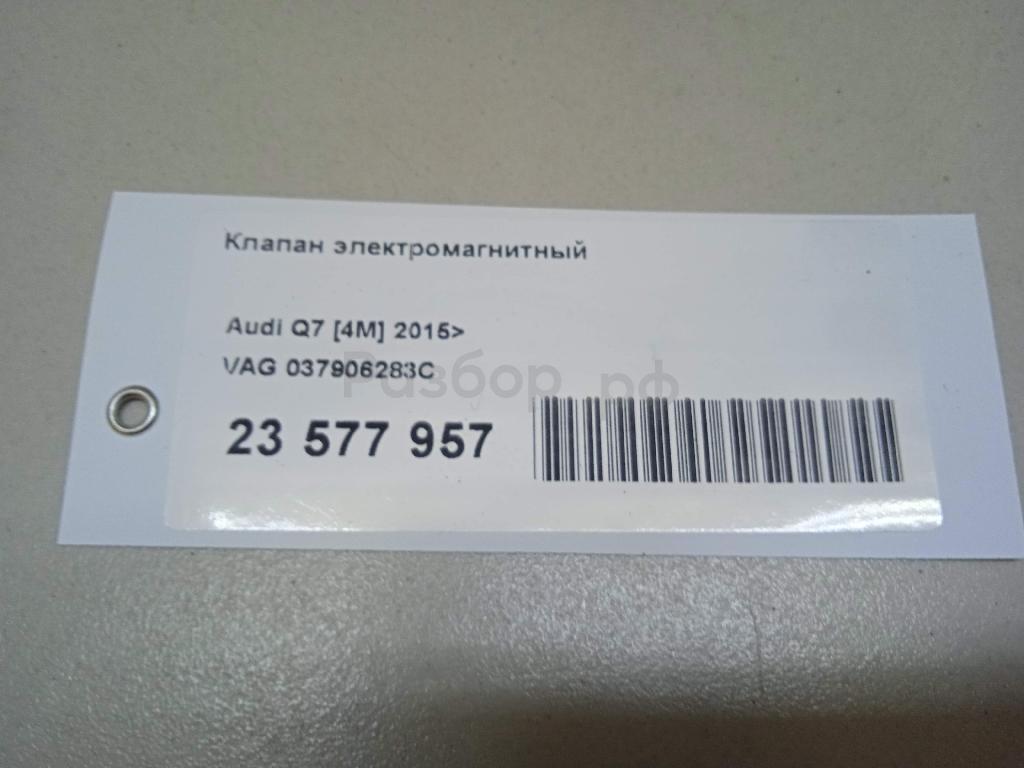 Клапан электромагнитный
Audi Q7 [4M] 2015>
VAG 037906283C
Разбор.рф
23 577 957